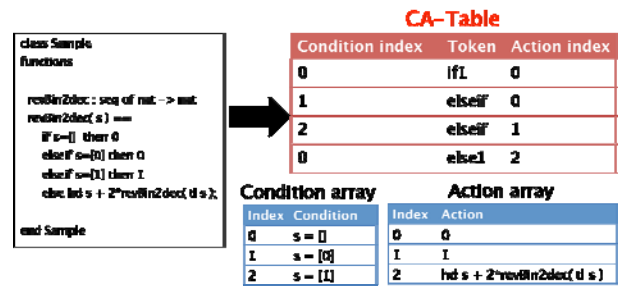 CA-Table
class Sample
functions
revBin2dec : seq of nat -> nat
revBin2dec( s ) ==
if s=[] then 0
elseif s=[0] then 0
elseif s=[1] then 1
else hd s + 2*revBin2dec( tl s );
end Sample
Condition index Token Action index
0 if1 0
1 elseif 0
2 elseif 1
0 else1 2
Condition array
Index Condition
0 s = []
1 s = [0]
2 s = [1]
Action array
Index Action
0 0
1 1
2 hd s + 2*revBin2dec( tl s )